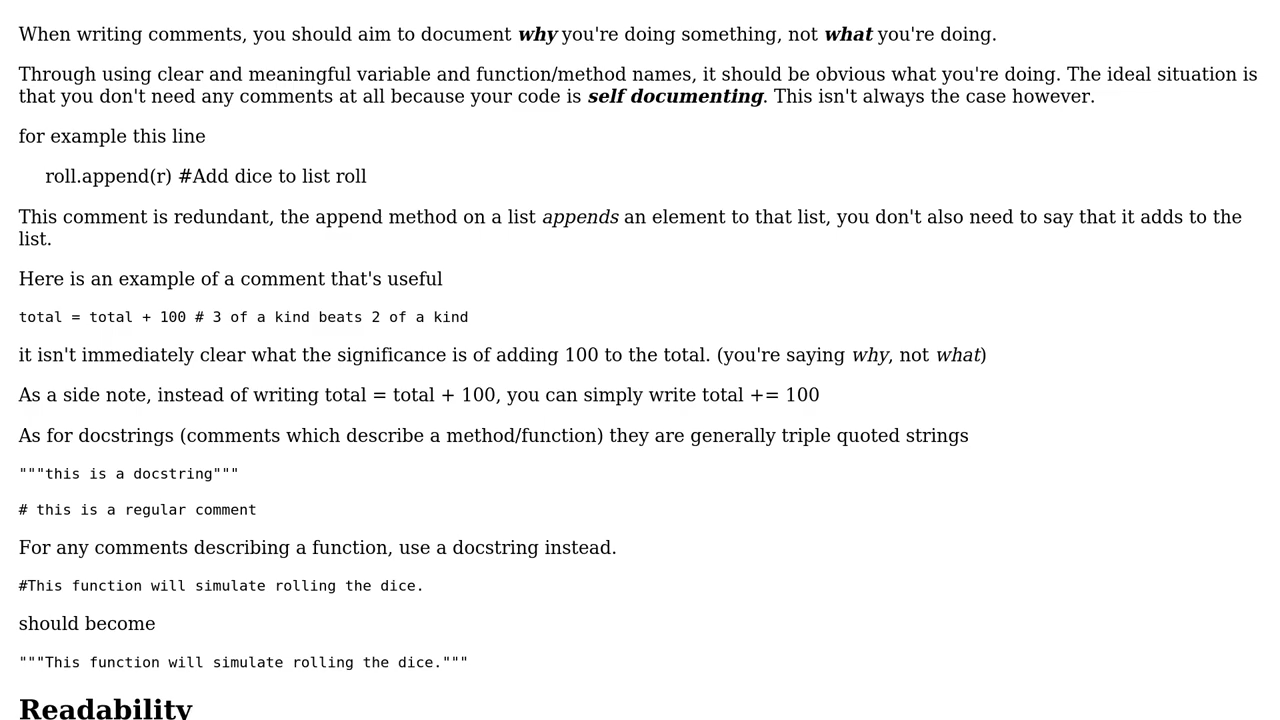 When writing comments, you should aim to document why you're doing something, not what you're doing.
Through using clear and meaningful variable and function/method names, it should be obvious what you're doing. The ideal situation is
that you don't need any comments at all because your code is self documenting. This isn't always the case however.
for example this line
roll.append(r) #Add dice to list roll
This comment is redundant, the append method on a list appends an element to that list, you don't also need to say that it adds to the
list.
Here is an example of a comment that's useful
total = total + 100 # 3 of a kind beats 2 of a kind
it isn't immediately clear what the significance is of adding 100 to the total. (you're saying why, not what)
As a side note, instead of writing total = total + 100, you can simply write total += 100
As for docstrings (comments which describe a method/function) they are generally triple quoted strings
"""this is a docstring"""
# this is a regular comment
For any comments describing a function, use a docstring instead.
#This function will simulate rolling the dice.
should become
"""This function will simulate rolling the dice."""
Readability